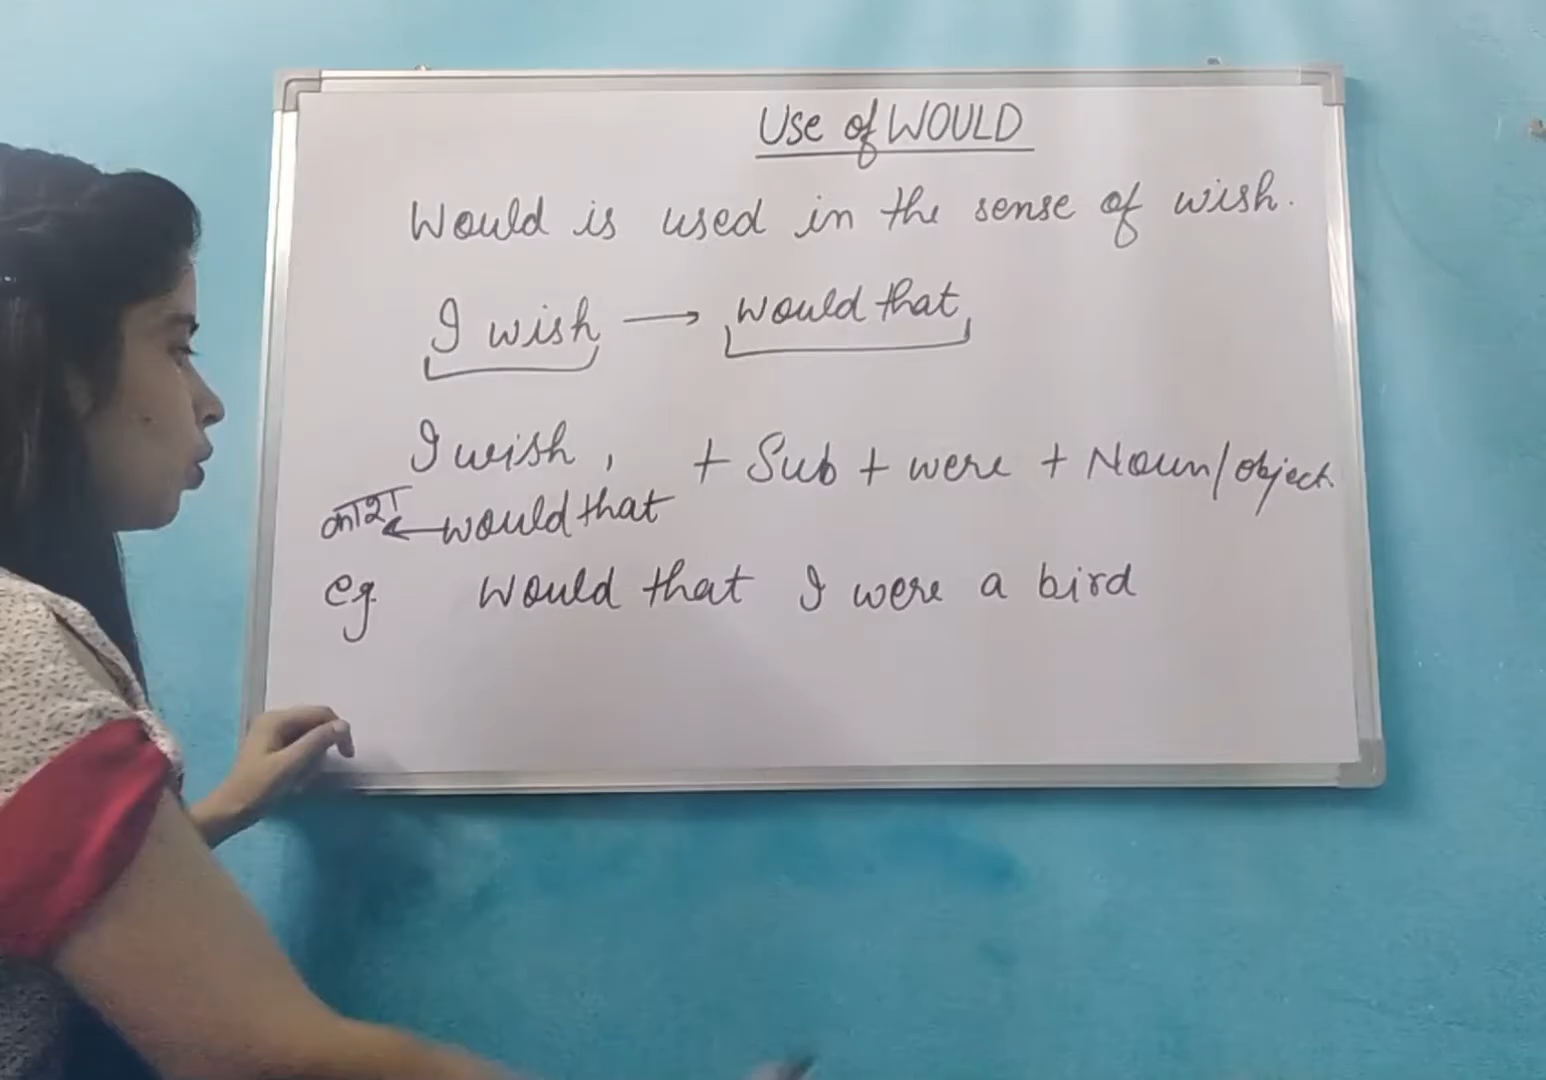 Use of WOULD
Would is used in the sense of wish.
I wish → would that
I wish, + Sub + were + Noun/object.
काश ← would that
eg. Would that I were a bird